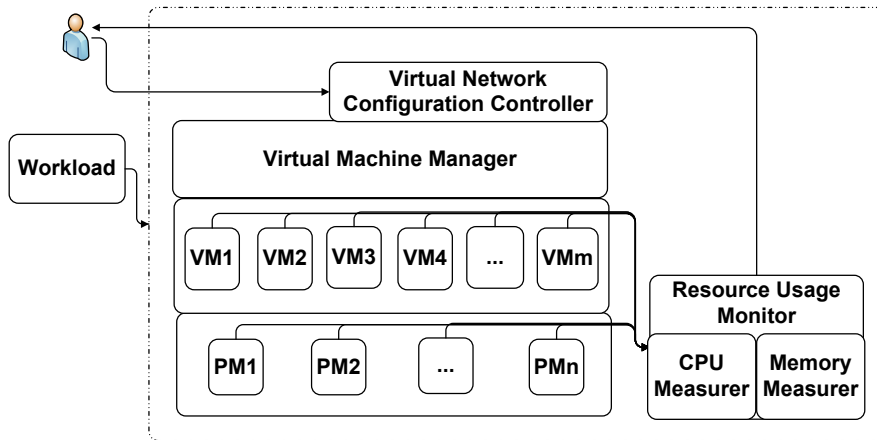 Virtual Network
Configuration Controller
Virtual Machine Manager
Workload
VM1 VM2 VM3 VM4 ... VMm
Resource Usage
Monitor
PM1 PM2 ... PMn
CPU
Measurer
Memory
Measurer